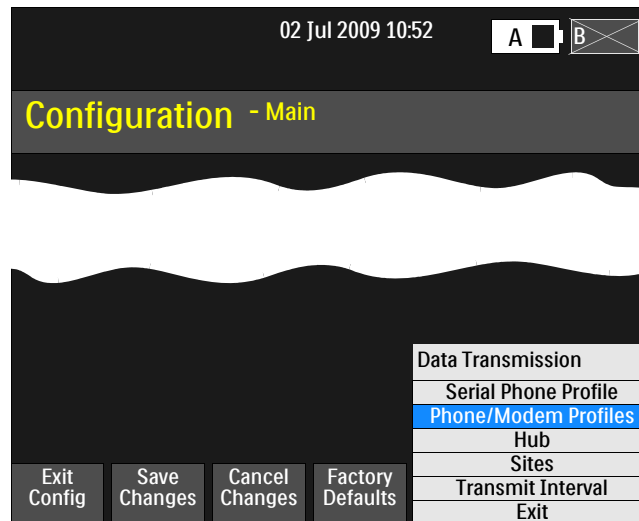 02 Jul 2009 10:52
A
B
Configuration - Main
Data Transmission
Serial Phone Profile
Phone/Modem Profiles
Hub
Sites
Transmit Interval
Exit
Exit
Config
Save
Changes
Cancel
Changes
Factory
Defaults